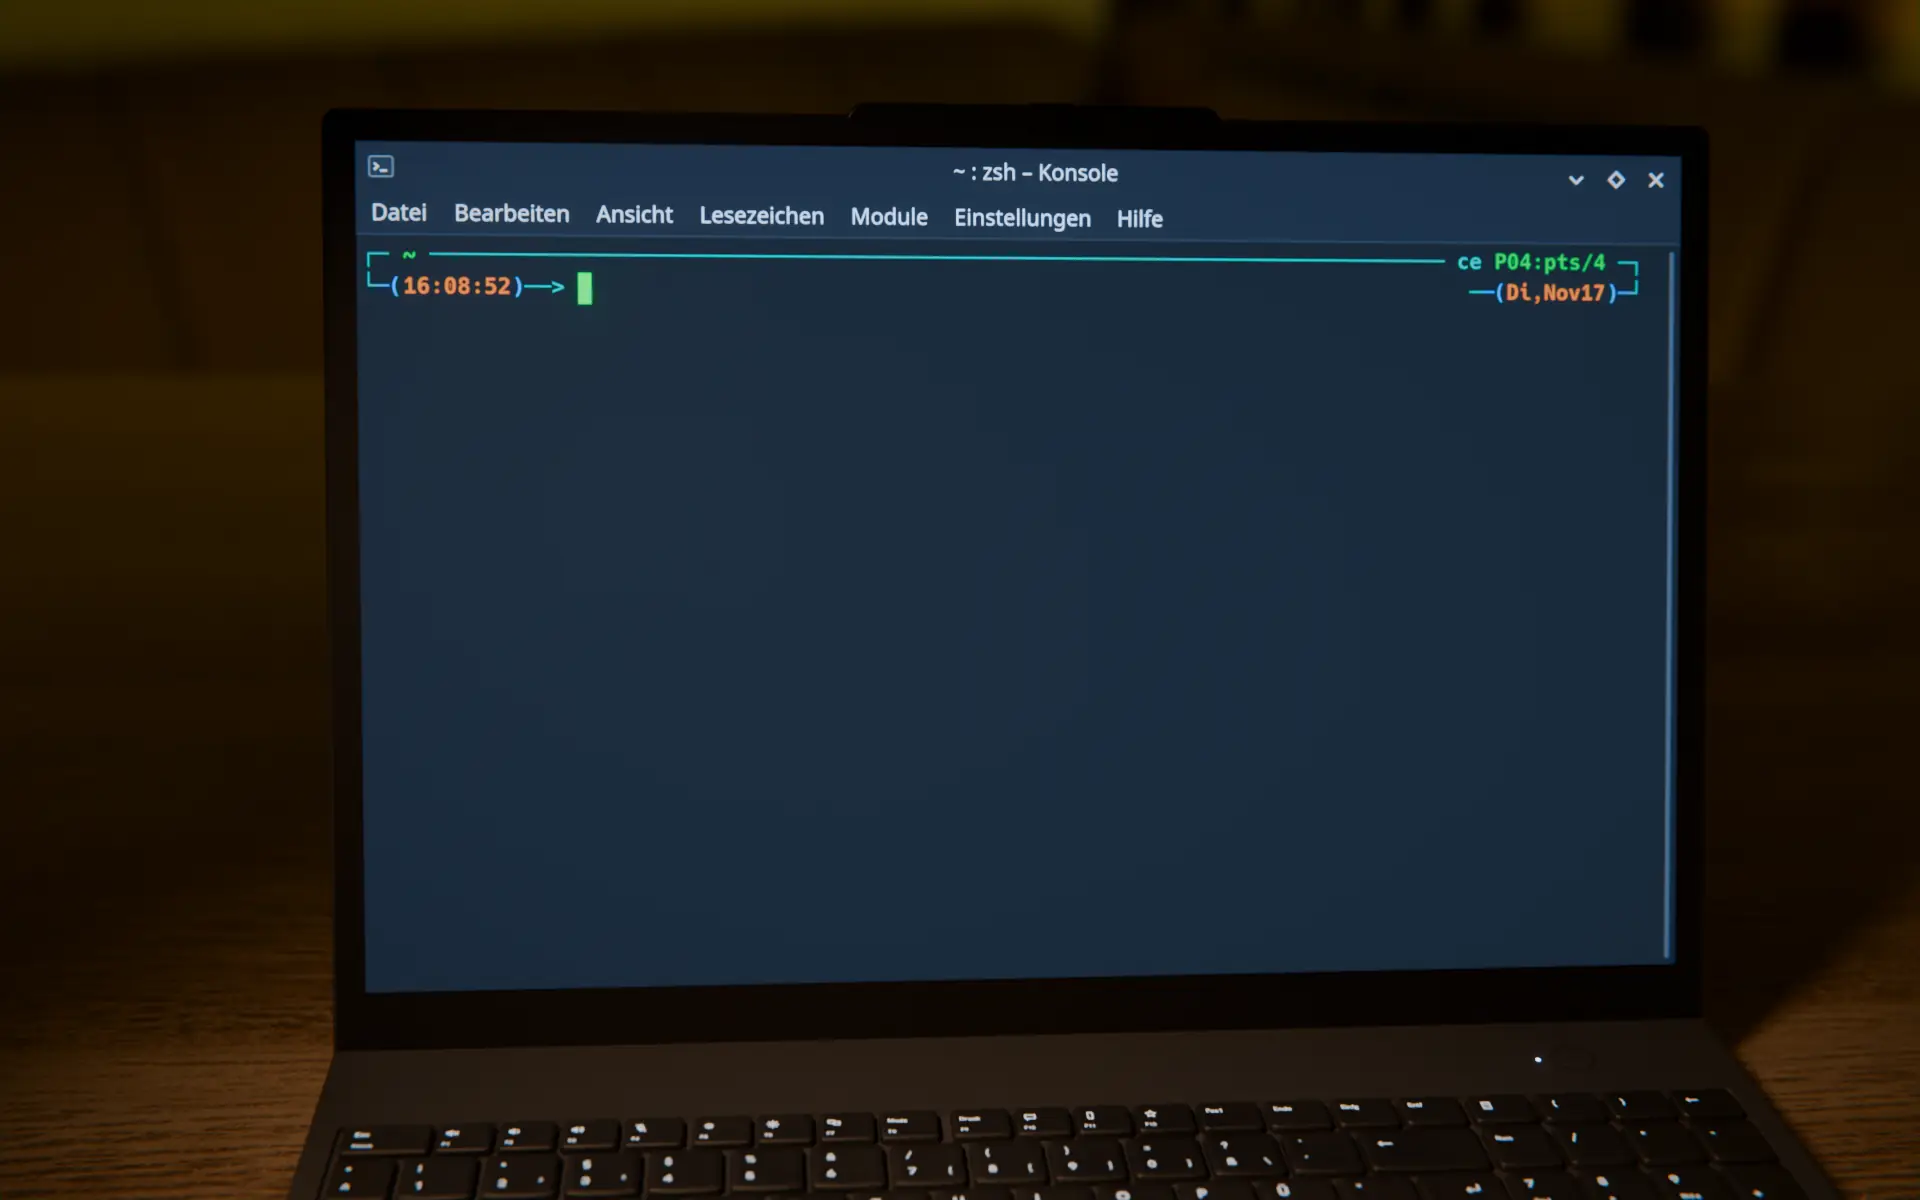 ~ : zsh – Konsole
Datei Bearbeiten Ansicht Lesezeichen Module Einstellungen Hilfe
~ ce P04:pts/4
(16:08:52)—> —(Di,Nov17)